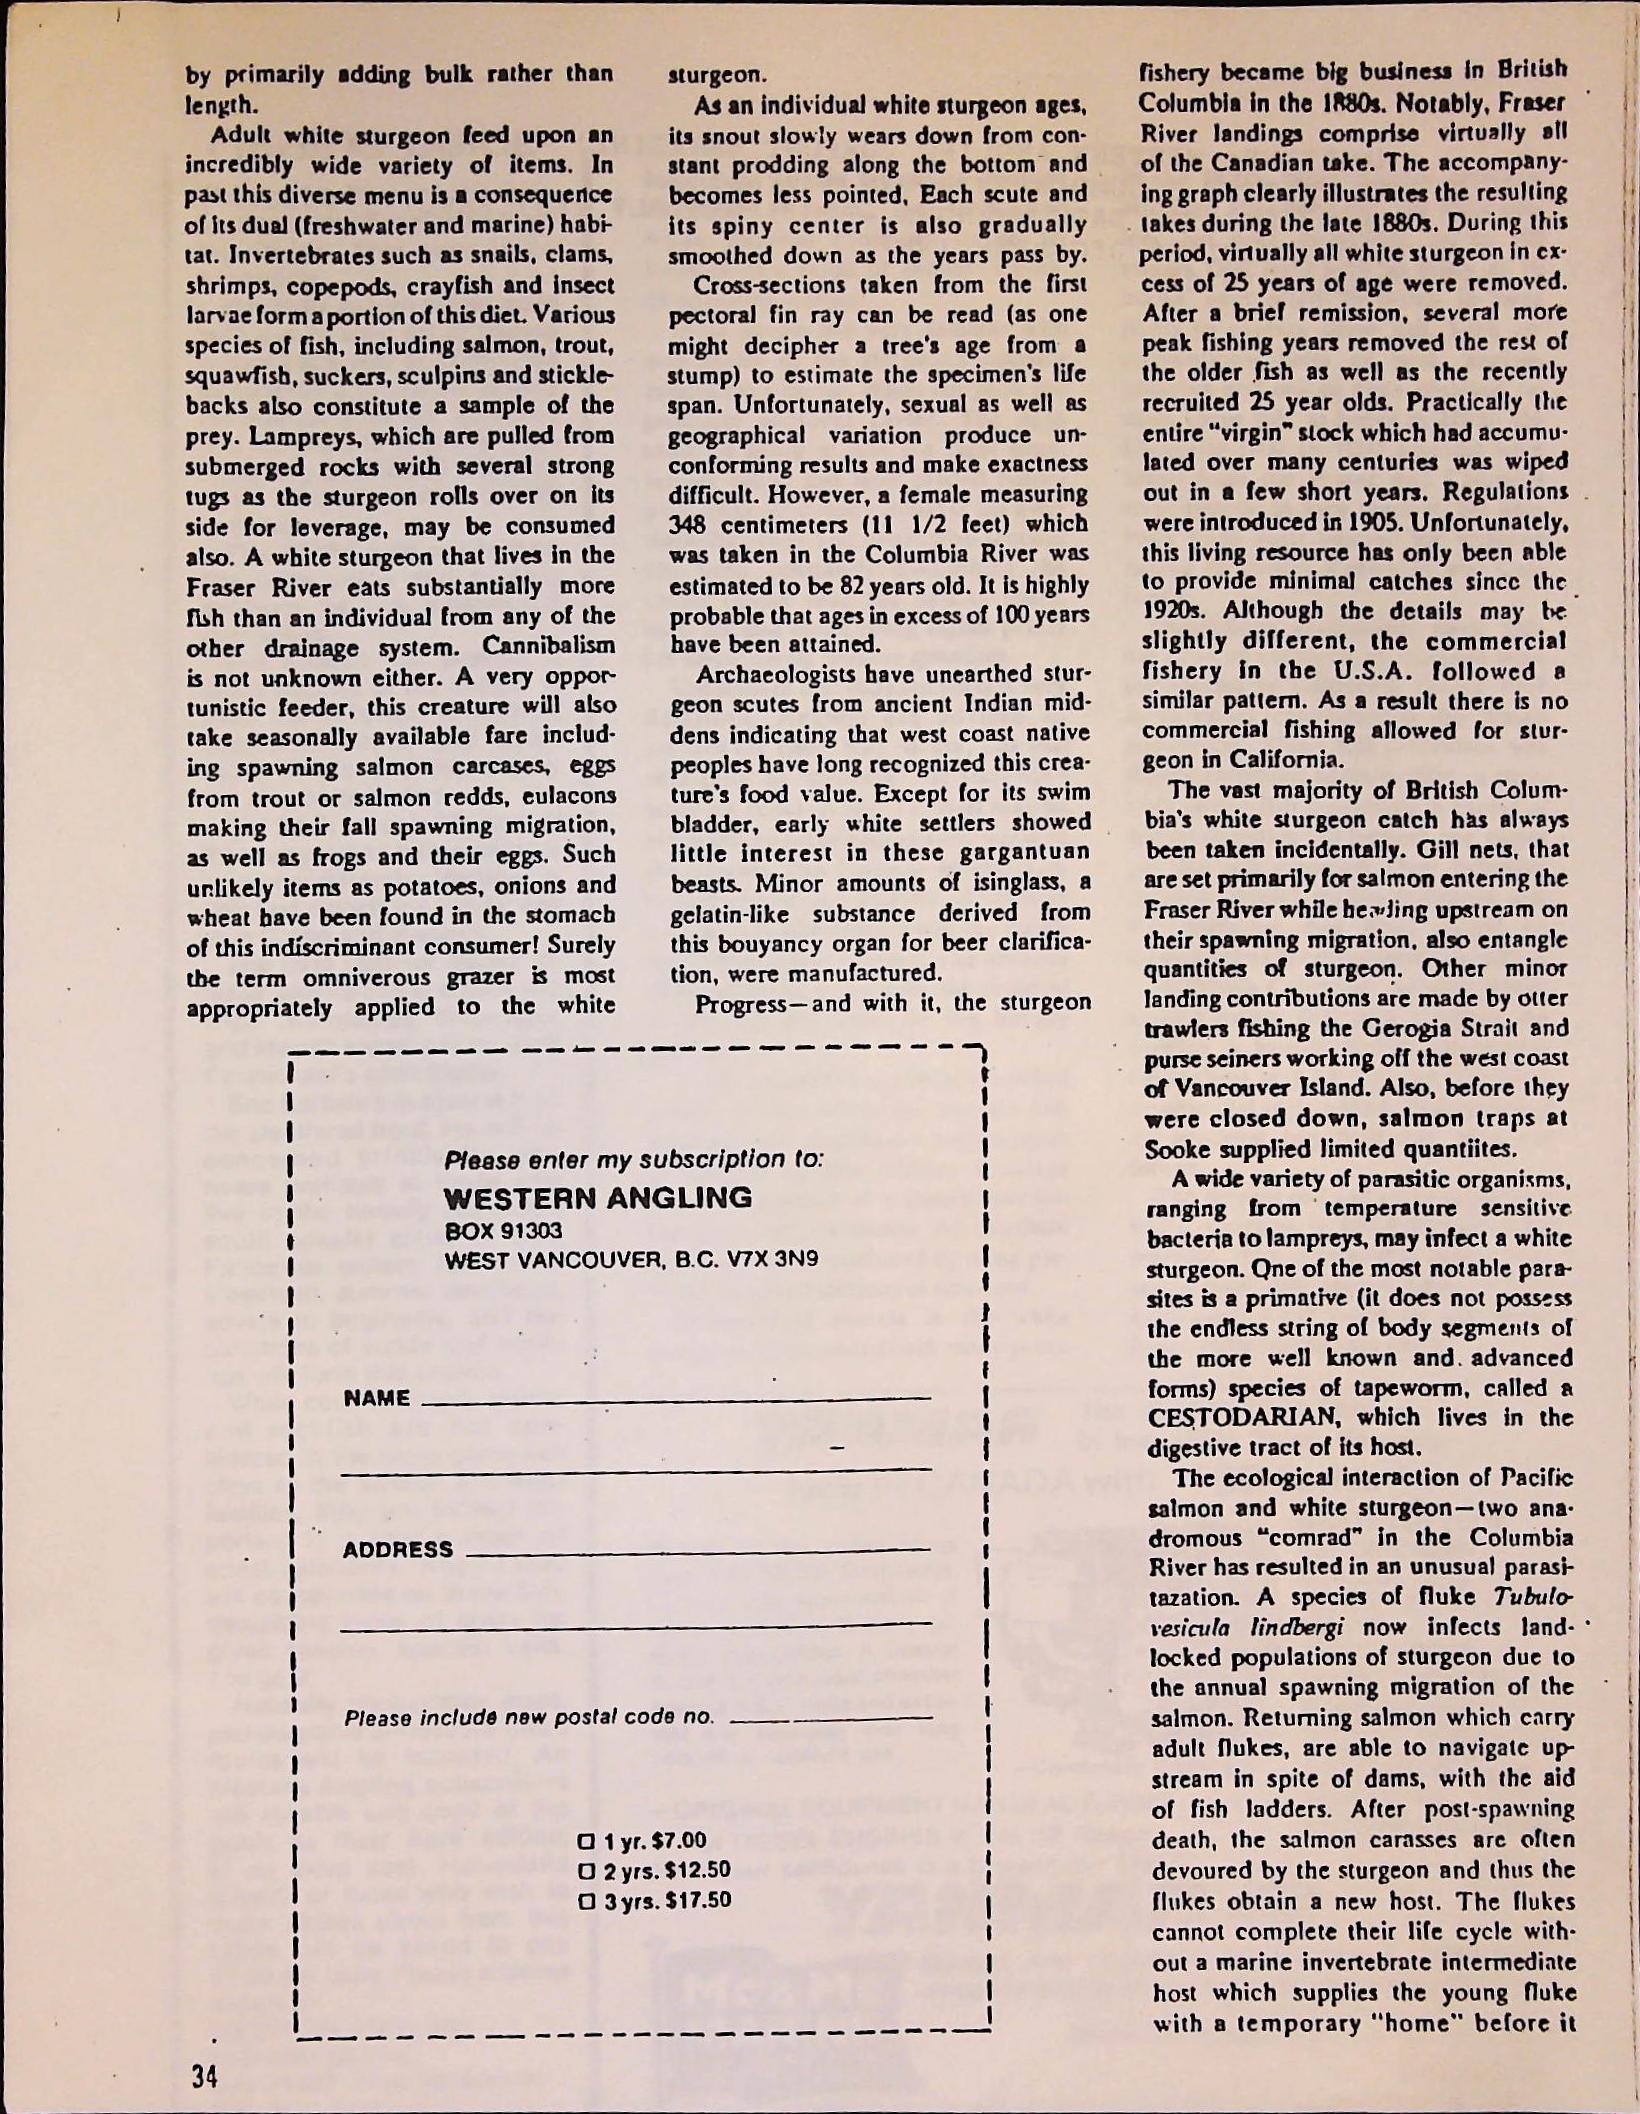 by primarily adding bulk rather than
length.
Adult white sturgeon feed upon an
incredibly wide variety of items. In
past this diverse menu is a consequence
of its dual (freshwater and marine) habi-
tat. Invertebrates such as snails, clams,
shrimps, copepods, crayfish and insect
larvae form a portion of this diet. Various
species of fish, including salmon, trout,
squawfish, suckers, sculpins and stickle-
backs also constitute a sample of the
prey. Lampreys, which are pulled from
submerged rocks with several strong
tugs as the sturgeon rolls over on its
side for leverage, may be consumed
also. A white sturgeon that lives in the
Fraser River eats substantially more
fish than an individual from any of the
other drainage system. Cannibalism
is not unknown either. A very oppor-
tunistic feeder, this creature will also
take seasonally available fare includ-
ing spawning salmon carcases, eggs
from trout or salmon redds, eulacons
making their fall spawning migration,
as well as frogs and their eggs. Such
unlikely items as potatoes, onions and
wheat have been found in the stomach
of this indiscriminant consumer! Surely
the term omniverous grazer is most
appropriately applied to the white
sturgeon.
As an individual white sturgeon ages,
its snout slowly wears down from con-
stant prodding along the bottom and
becomes less pointed, Each scute and
its spiny center is also gradually
smoothed down as the years pass by.
Cross-sections taken from the first
pectoral fin ray can be read (as one
might decipher a tree's age from a
stump) to estimate the specimen's life
span. Unfortunately, sexual as well as
geographical variation produce un-
conforming results and make exactness
difficult. However, a female measuring
348 centimeters (11 1/2 feet) which
was taken in the Columbia River was
estimated to be 82 years old. It is highly
probable that ages in excess of 100 years
have been attained.
Archaeologists have unearthed stur-
geon scutes from ancient Indian mid-
dens indicating that west coast native
peoples have long recognized this crea-
ture's food value. Except for its swim
bladder, early white settlers showed
little interest in these gargantuan
beasts. Minor amounts of isinglass, a
gelatin-like substance derived from
this bouyancy organ for beer clarifica-
tion, were manufactured.
Progress—and with it, the sturgeon
fishery became big business in British
Columbia in the 1880s. Notably, Fraser
River landings comprise virtually all
of the Canadian take. The accompany-
ing graph clearly illustrates the resulting
takes during the late 1880s. During this
period, virtually all white sturgeon in ex-
cess of 25 years of age were removed.
After a brief remission, several more
peak fishing years removed the rest of
the older fish as well as the recently
recruited 25 year olds. Practically the
entire "virgin" stock which had accumu-
lated over many centuries was wiped
out in a few short years. Regulations
were introduced in 1905. Unfortunately,
this living resource has only been able
to provide minimal catches since the
1920s. Although the details may be
slightly different, the commercial
fishery in the U.S.A. followed a
similar pattern. As a result there is no
commercial fishing allowed for stur-
geon in California.
The vast majority of British Colum-
bia's white sturgeon catch has always
been taken incidentally. Gill nets, that
are set primarily for salmon entering the
Fraser River while heading upstream on
their spawning migration, also entangle
quantities of sturgeon. Other minor
landing contributions are made by otter
trawlers fishing the Gerogia Strait and
purse seiners working off the west coast
of Vancouver Island. Also, before they
were closed down, salmon traps at
Sooke supplied limited quantiites.
A wide variety of parasitic organisms,
ranging from temperature sensitive
bacteria to lampreys, may infect a white
sturgeon. One of the most notable para-
sites is a primative (it does not possess
the endless string of body segments of
the more well known and. advanced
forms) species of tapeworm, called a
CESTODARIAN, which lives in the
digestive tract of its host.
The ecological interaction of Pacific
salmon and white sturgeon—two ana-
dromous "comrad" in the Columbia
River has resulted in an unusual parasi-
tazation. A species of fluke Tubulo-
vesicula lindbergi now infects land-
locked populations of sturgeon due to
the annual spawning migration of the
salmon. Returning salmon which carry
adult flukes, are able to navigate up-
stream in spite of dams, with the aid
of fish ladders. After post-spawning
death, the salmon carasses are often
devoured by the sturgeon and thus the
flukes obtain a new host. The flukes
cannot complete their life cycle with-
out a marine invertebrate intermediate
host which supplies the young fluke
with a temporary "home" before it
Please enter my subscription to:
WESTERN ANGLING
BOX 91303
WEST VANCOUVER, B.C. V7X 3N9
NAME
ADDRESS
Please include new postal code no.
1 yr. $7.00
2 yrs. $12.50
3 yrs. $17.50
34